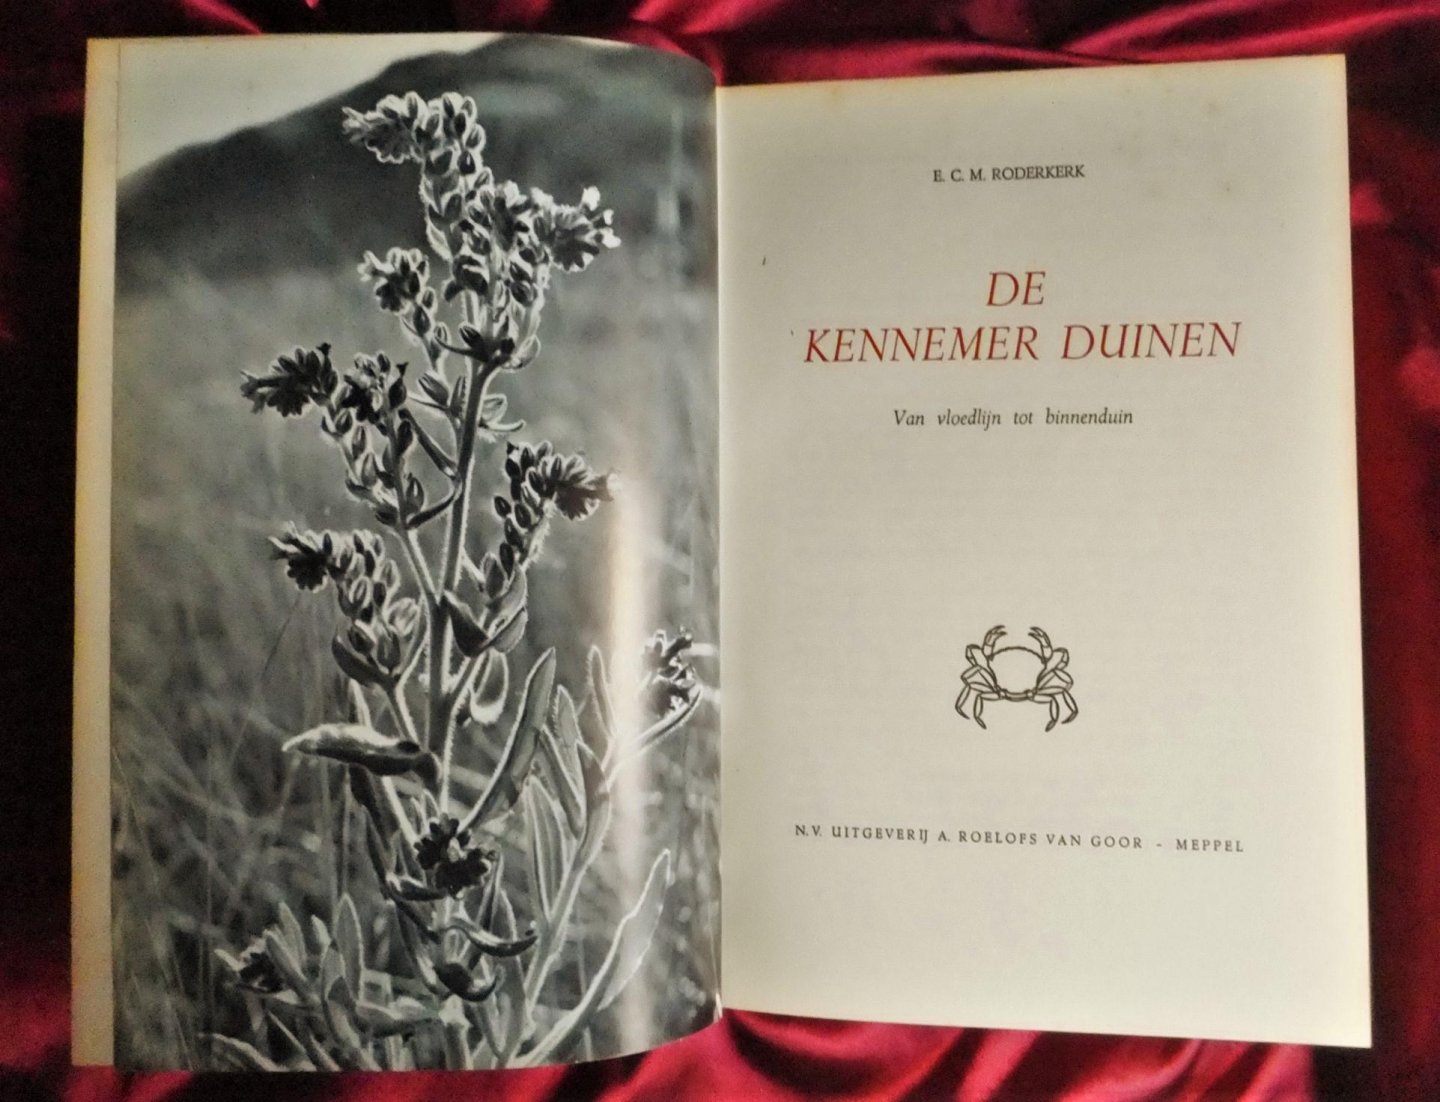 E. C. M. RODERKERK
DE
KENNEMER DUINEN
Van vloedlijn tot binnenduin
N.V. UITGEVERIJ A. ROELOFS VAN GOOR - MEPPEL